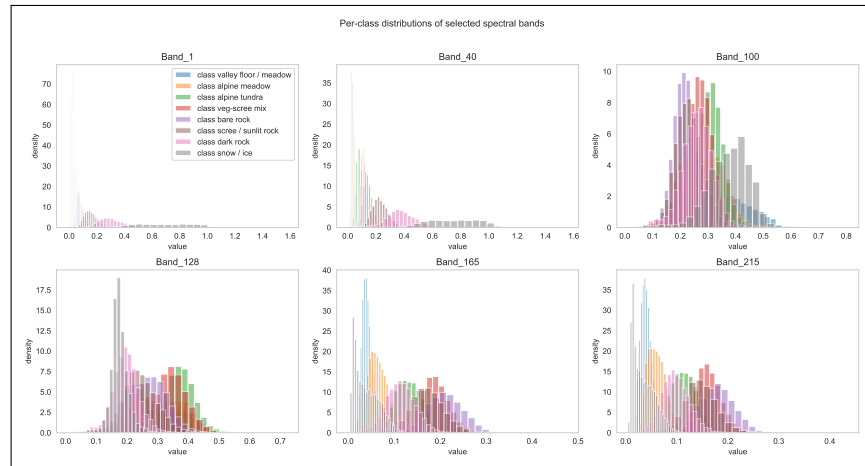 Per-class distributions of selected spectral bands
Band_1
density
70
60
50
40
30
20
10
0
0.0 0.2 0.4 0.6 0.8 1.0 1.2 1.4 1.6
value
class valley floor / meadow
class alpine meadow
class alpine tundra
class veg-scree mix
class bare rock
class scree / sunlit rock
class dark rock
class snow / ice
Band_40
density
35
30
25
20
15
10
5
0
0.0 0.2 0.4 0.6 0.8 1.0 1.2 1.4 1.6
value
Band_100
density
10
8
6
4
2
0
0.0 0.1 0.2 0.3 0.4 0.5 0.6 0.7 0.8
value
Band_128
density
17.5
15.0
12.5
10.0
7.5
5.0
2.5
0.0
0.0 0.1 0.2 0.3 0.4 0.5 0.6 0.7
value
Band_165
density
40
35
30
25
20
15
10
5
0
0.0 0.1 0.2 0.3 0.4 0.5
value
Band_215
density
40
35
30
25
20
15
10
5
0
0.0 0.1 0.2 0.3 0.4
value